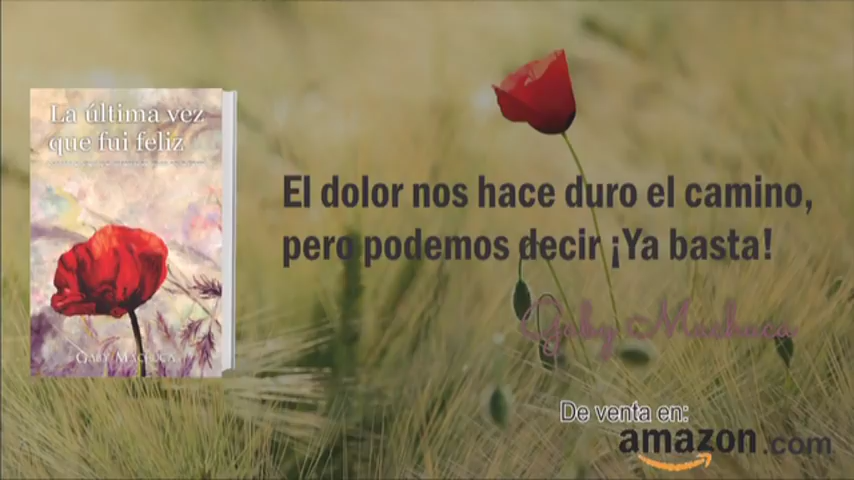 La última vez
que fui feliz
GABY MACHUCA
El dolor nos hace duro el camino,
pero podemos decir ¡Ya basta!
Gaby Machuca
De venta en:
amazon.com